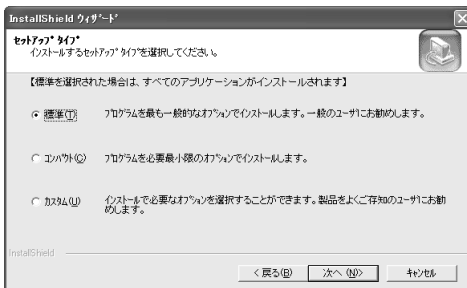 InstallShield ｳｨｻﾞｰﾄﾞ
ｾｯﾄｱｯﾌﾟ ﾀｲﾌﾟ
ｲﾝｽﾄｰﾙするｾｯﾄｱｯﾌﾟ ﾀｲﾌﾟを選択してください。
【標準を選択された場合は、すべてのアプリケーションがインストールされます】
標準(T) ﾌﾟﾛｸﾞﾗﾑを最も一般的なｵﾌﾟｼｮﾝでｲﾝｽﾄｰﾙします。一般のﾕｰｻﾞにお勧めします。
ｺﾝﾊﾟｸﾄ(C) ﾌﾟﾛｸﾞﾗﾑを必要最小限のｵﾌﾟｼｮﾝでｲﾝｽﾄｰﾙします。
ｶｽﾀﾑ(U) ｲﾝｽﾄｰﾙで必要なｵﾌﾟｼｮﾝを選択することができます。製品をよくご存知のﾕｰｻﾞにお勧
めします。
InstallShield
< 戻る(B) 次へ (N)> ｷｬﾝｾﾙ